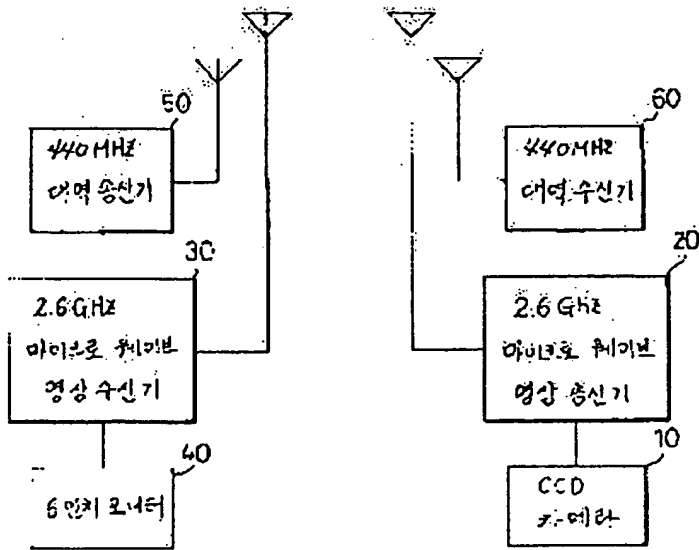 50
440MHz
대역 송신기
60
440MHz
대역 수신기
30
2.6GHz
마이크로 웨이브
영상 수신기
20
2.6GHz
마이크로 웨이브
영상 송신기
40
6인치 모니터
10
CCD
카메라